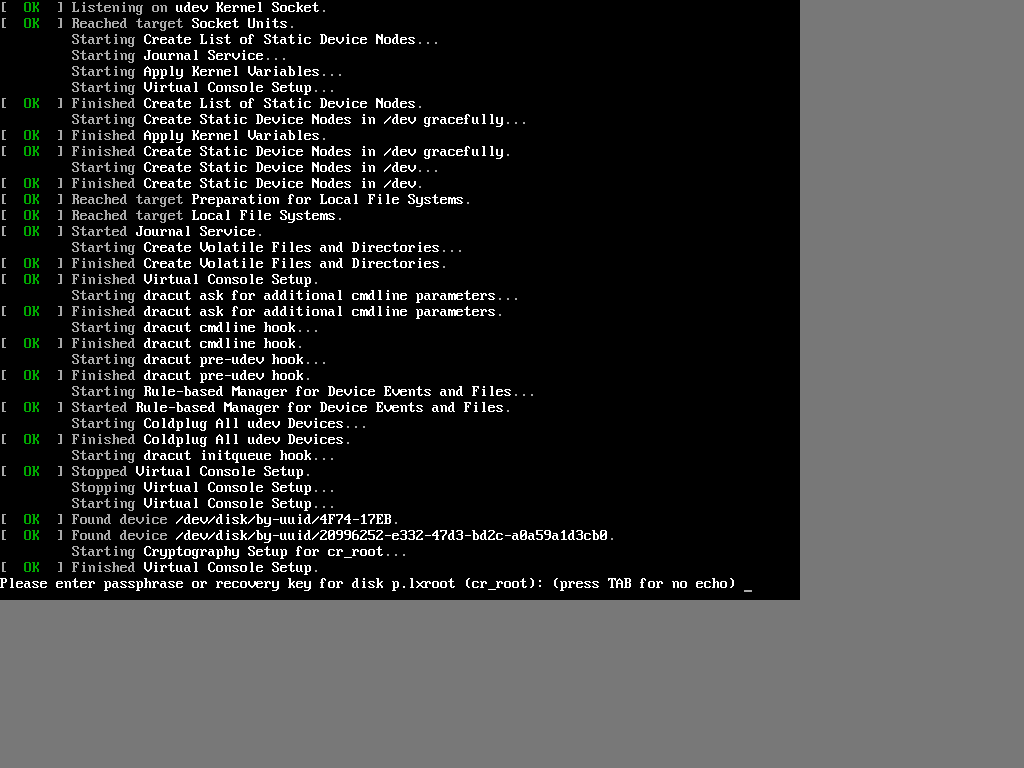 [  OK  ] Listening on udev Kernel Socket.
[  OK  ] Reached target Socket Units.
         Starting Create List of Static Device Nodes...
         Starting Journal Service...
         Starting Apply Kernel Variables...
         Starting Virtual Console Setup...
[  OK  ] Finished Create List of Static Device Nodes.
         Starting Create Static Device Nodes in /dev gracefully...
[  OK  ] Finished Apply Kernel Variables.
[  OK  ] Finished Create Static Device Nodes in /dev gracefully.
         Starting Create Static Device Nodes in /dev...
[  OK  ] Finished Create Static Device Nodes in /dev.
[  OK  ] Reached target Preparation for Local File Systems.
[  OK  ] Reached target Local File Systems.
[  OK  ] Started Journal Service.
         Starting Create Volatile Files and Directories...
[  OK  ] Finished Create Volatile Files and Directories.
[  OK  ] Finished Virtual Console Setup.
         Starting dracut ask for additional cmdline parameters...
[  OK  ] Finished dracut ask for additional cmdline parameters.
         Starting dracut cmdline hook...
[  OK  ] Finished dracut cmdline hook.
         Starting dracut pre-udev hook...
[  OK  ] Finished dracut pre-udev hook.
         Starting Rule-based Manager for Device Events and Files...
[  OK  ] Started Rule-based Manager for Device Events and Files.
         Starting Coldplug All udev Devices...
[  OK  ] Finished Coldplug All udev Devices.
         Starting dracut initqueue hook...
[  OK  ] Stopped Virtual Console Setup.
         Stopping Virtual Console Setup...
         Starting Virtual Console Setup...
[  OK  ] Found device /dev/disk/by-uuid/4F74-17EB.
[  OK  ] Found device /dev/disk/by-uuid/20996252-e332-47d3-bd2c-a0a59a1d3cb0.
         Starting Cryptography Setup for cr_root...
[  OK  ] Finished Virtual Console Setup.
Please enter passphrase or recovery key for disk p.lxroot (cr_root): (press TAB for no echo) _